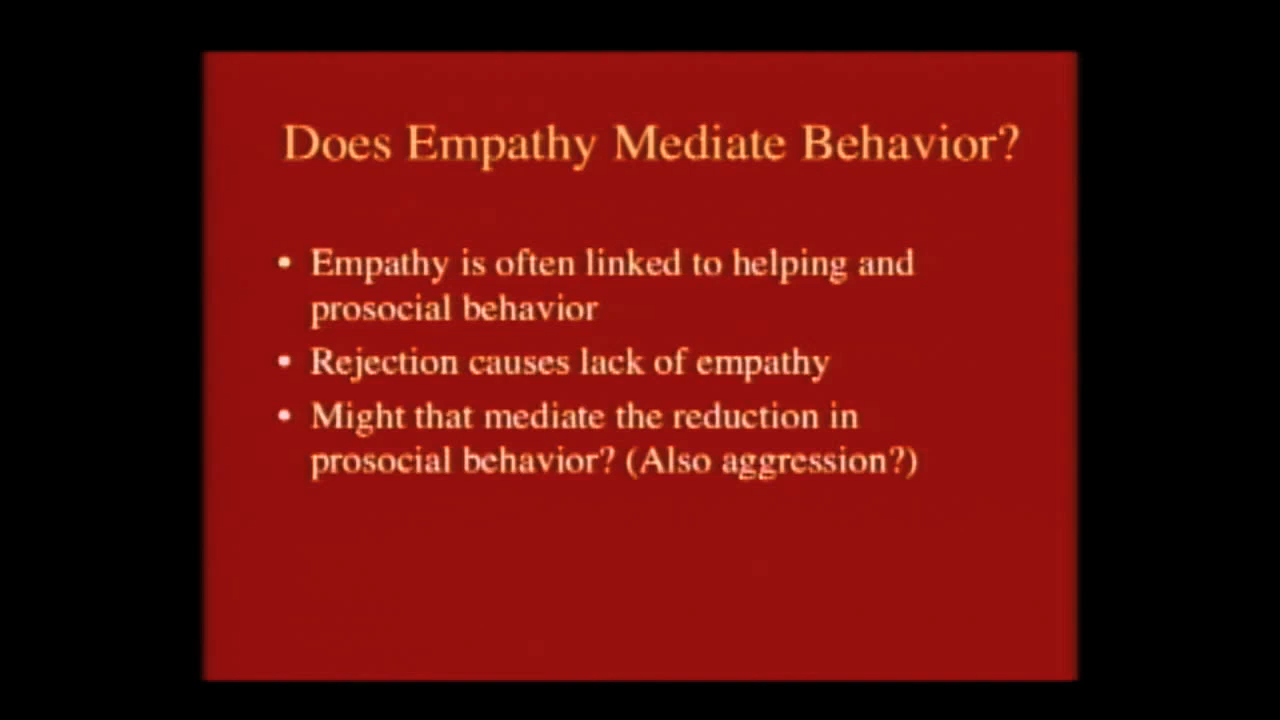 Does Empathy Mediate Behavior?
• Empathy is often linked to helping and
prosocial behavior
• Rejection causes lack of empathy
• Might that mediate the reduction in
prosocial behavior? (Also aggression?)